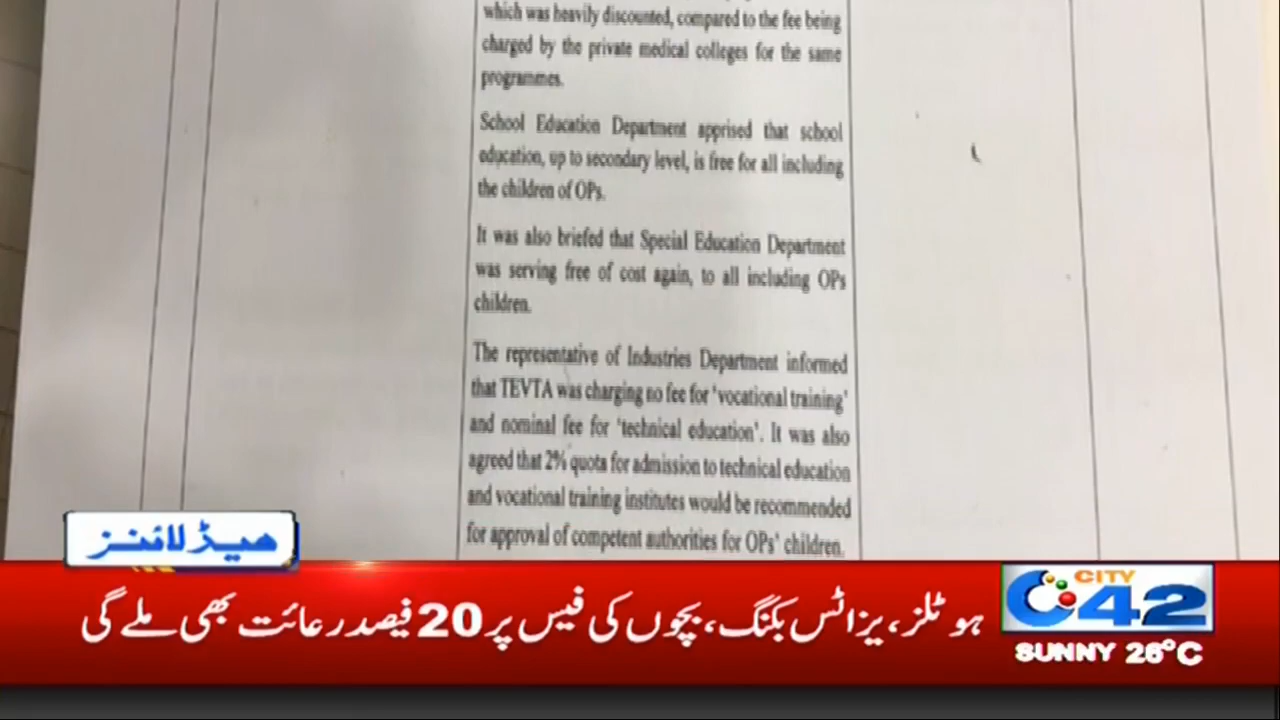 which was heavily discounted, compared to the fee being
charged by the private medical colleges for the same
programmes.
School Education Department apprised that school
education, up to secondary level, is free for all including
the children of OPs.
It was also briefed that Special Education Department
was serving free of cost again, to all including OPs
children.
The representative of Industries Department informed
that TEVTA was charging no fee for 'vocational training'
and nominal fee for 'technical education'. It was also
agreed that 2% quota for admission to technical education
and vocational training institutes would be recommended
for approval of competent authorities for OPs' children.
ہیڈلائنز
ہوٹلز، یزاٹس بکنگ، بچوں کی فیس پر 20 فیصد رعائت بھی ملے گی
CITY
42
SUNNY 26°C